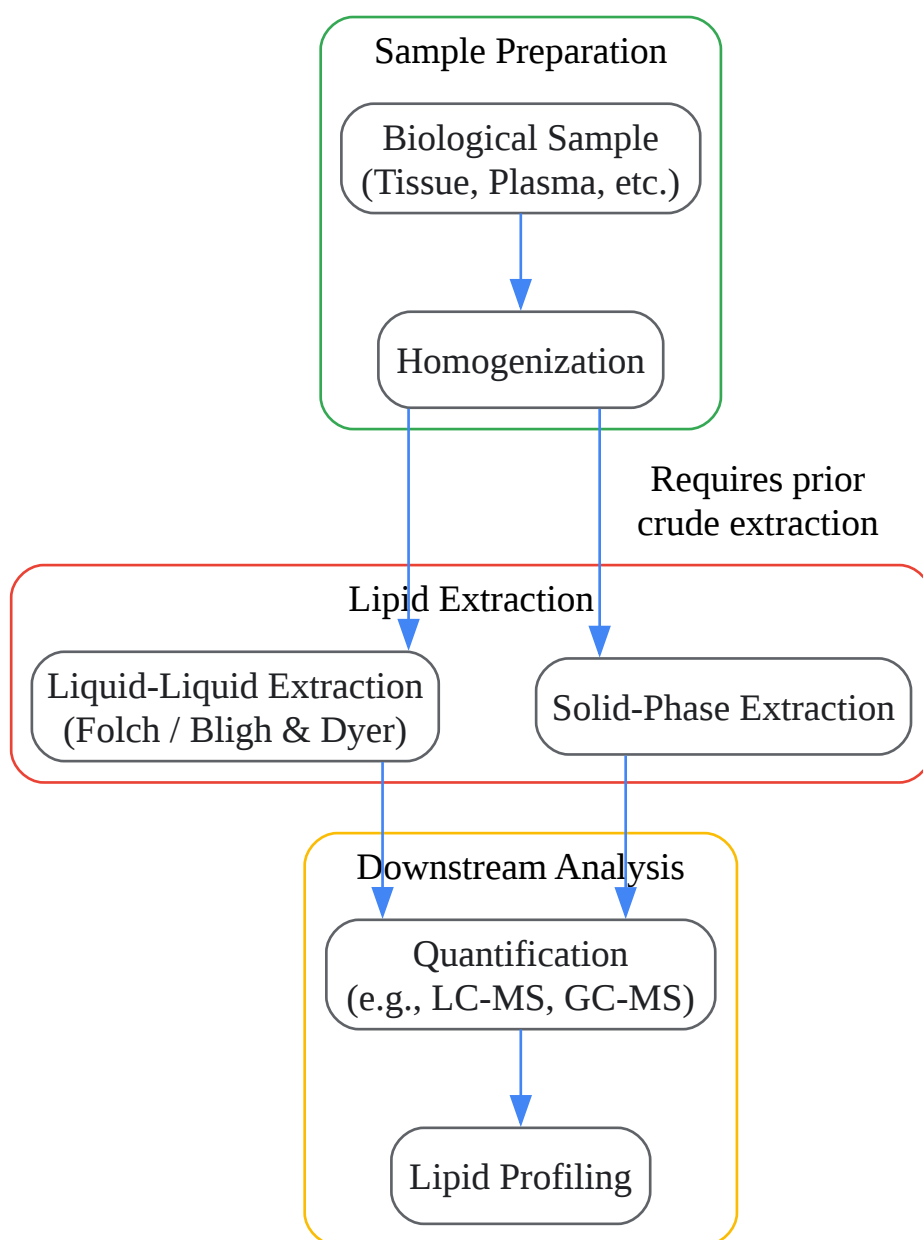 Sample Preparation
Biological Sample
(Tissue, Plasma, etc.)
Homogenization
Requires prior
crude extraction
Lipid Extraction
Liquid-Liquid Extraction
(Folch / Bligh & Dyer)
Solid-Phase Extraction
Downstream Analysis
Quantification
(e.g., LC-MS, GC-MS)
Lipid Profiling